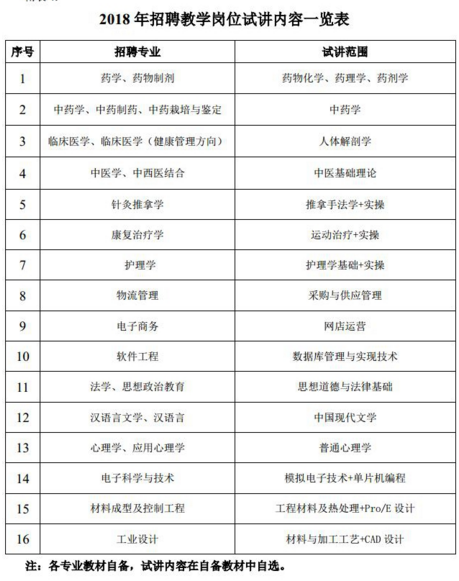 2018 年招聘教学岗位试讲内容一览表
序号 招聘专业 试讲范围
1 药学、药物制剂 药物化学、药理学、药剂学
2 中药学、中药制药、中药栽培与鉴定 中药学
3 临床医学、临床医学（健康管理方向） 人体解剖学
4 中医学、中西医结合 中医基础理论
5 针灸推拿学 推拿手法学+实操
6 康复治疗学 运动治疗+实操
7 护理学 护理学基础+实操
8 物流管理 采购与供应管理
9 电子商务 网店运营
10 软件工程 数据库管理与实现技术
11 法学、思想政治教育 思想道德与法律基础
12 汉语言文学、汉语言 中国现代文学
13 心理学、应用心理学 普通心理学
14 电子科学与技术 模拟电子技术+单片机编程
15 材料成型及控制工程 工程材料及热处理+Pro/E 设计
16 工业设计 材料与加工工艺+CAD 设计
注：各专业教材自备，试讲内容在自备教材中自选。